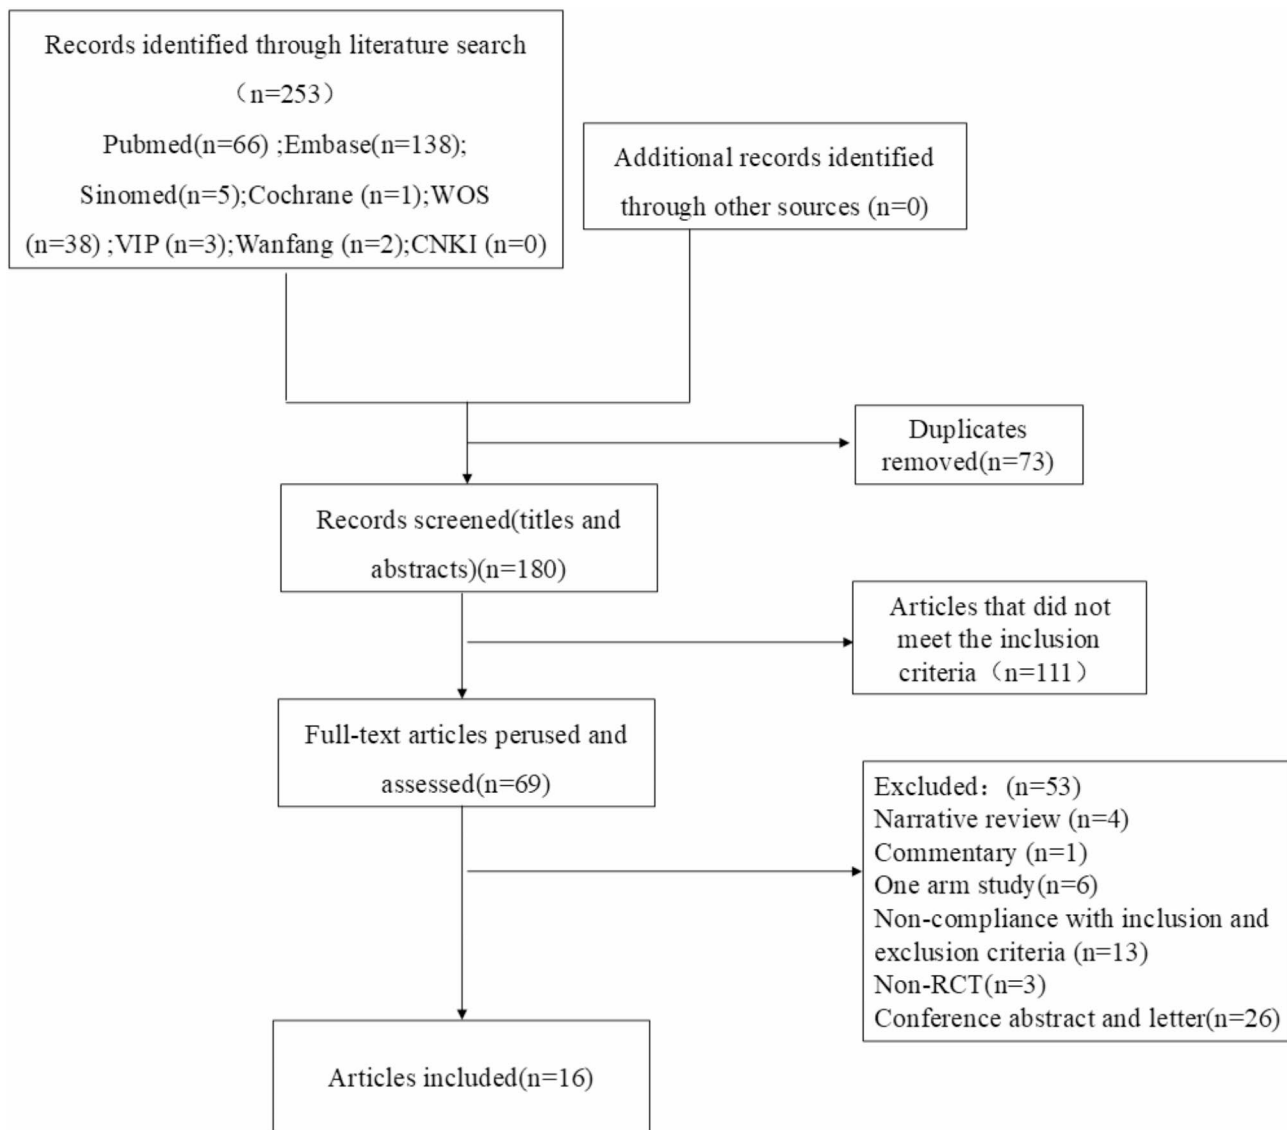 Records identified through literature search
（n=253）
Pubmed(n=66) ;Embase(n=138);
Sinomed(n=5);Cochrane (n=1);WOS
(n=38) ;VIP (n=3);Wanfang (n=2);CNKI (n=0)
Additional records identified
through other sources (n=0)
Duplicates
removed(n=73)
Records screened(titles and
abstracts)(n=180)
Articles that did not
meet the inclusion
criteria（n=111）
Full-text articles perused and
assessed(n=69)
Excluded：(n=53)
Narrative review (n=4)
Commentary (n=1)
One arm study(n=6)
Non-compliance with inclusion and
exclusion criteria (n=13)
Non-RCT(n=3)
Conference abstract and letter(n=26)
Articles included(n=16)